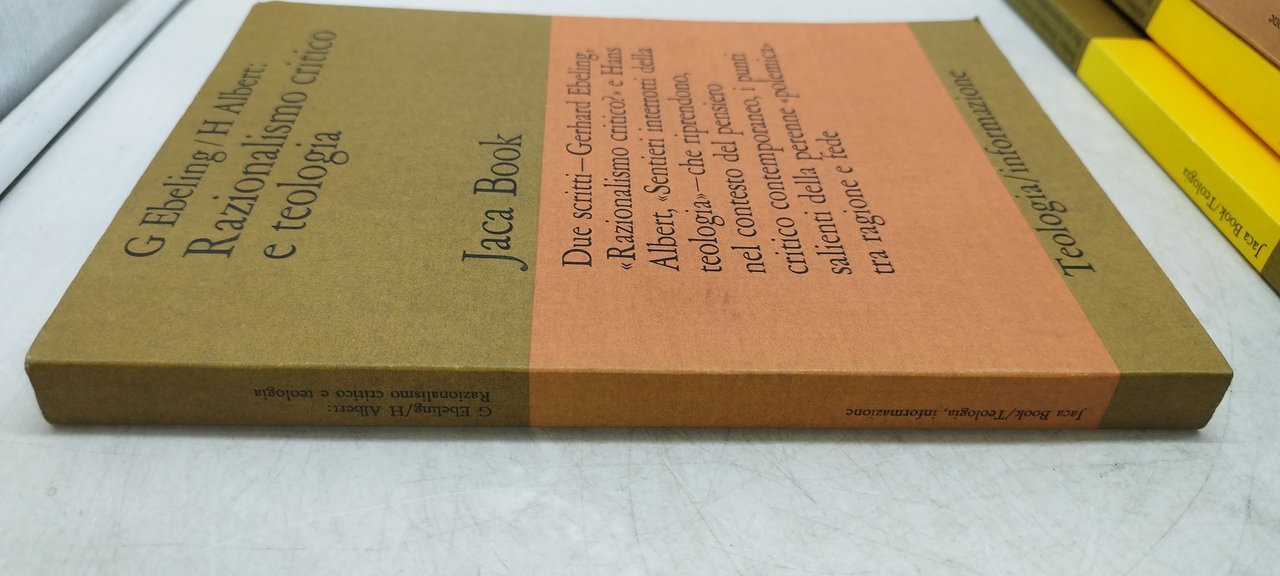 G Ebeling/H Albert:
Razionalismo critico
e teologia
Jaca Book
Due scritti–Gerhard Ebeling,
«Razionalismo critico?» e Hans
Albert, «Sentieri interrotti della
teologia»–che riprendono,
nel contesto del pensiero
critico contemporaneo, i punti
salienti della perenne «polemica»
tra ragione e fede
Teologia/informazione
G Ebeling/H Albert:
Razionalismo critico e teologia
Jaca Book/Teologia, informazione
Jaca Book/Teologia